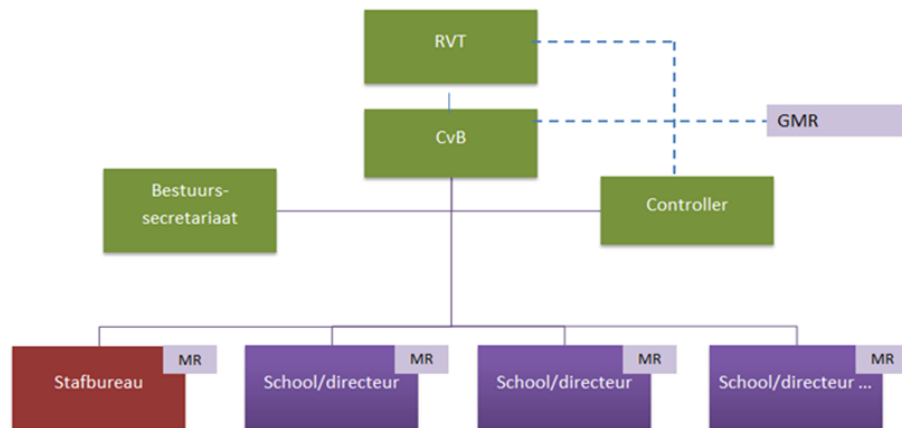 RVT
CvB
GMR
Bestuurs-
secretariaat
Controller
MR
Stafbureau
MR
School/directeur
MR
School/directeur
MR
School/directeur ...